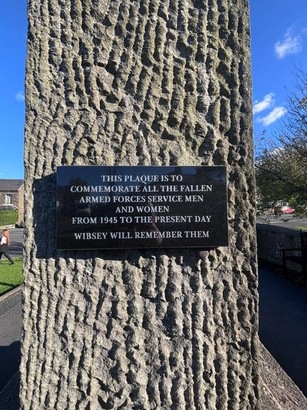 THIS PLAQUE IS TO
COMMEMORATE ALL THE FALLEN
ARMED FORCES SERVICE MEN
AND WOMEN
FROM 1945 TO THE PRESENT DAY
WIBSEY WILL REMEMBER THEM